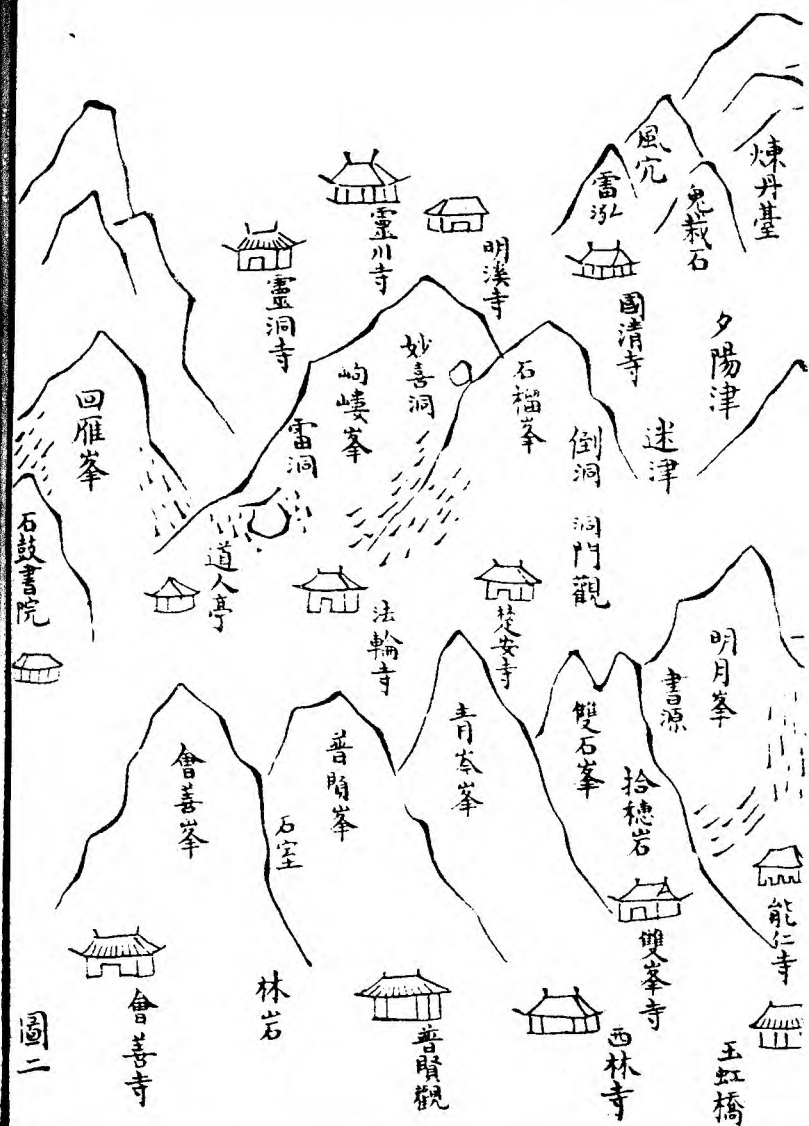 煉丹臺
鬼栽石
風穴
雷泓
國清寺
夕陽津
迷津
明溪寺
靈川寺
靈洞寺
石榴峯
倒洞
洞門觀
妙喜洞
岣嶁峯
雷洞
回雁峯
石鼓書院
道人亭
法輪寺
楚安寺
明月峯
書源
雙石峯
拾穗岩
青岑峯
普賢峯
石室
會善峯
能仁寺
雙峯寺
玉虹橋
西林寺
普賢觀
林岩
會善寺
圖二